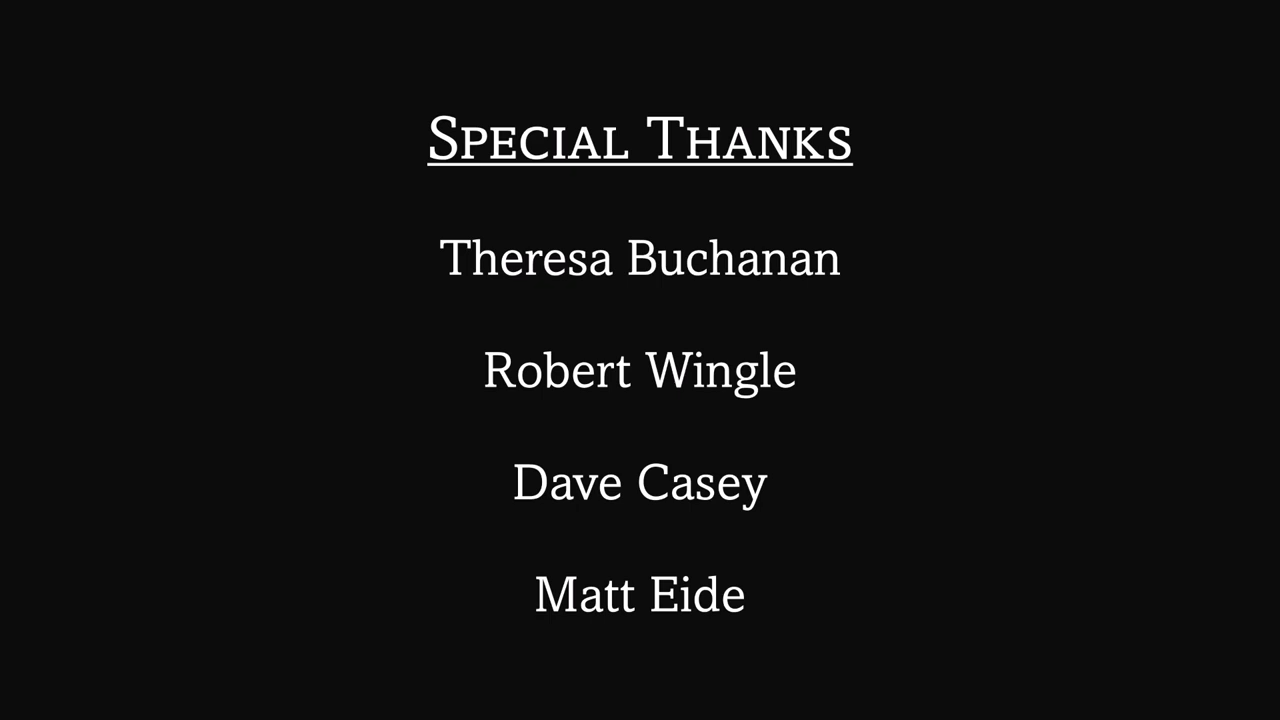 Special Thanks
Theresa Buchanan
Robert Wingle
Dave Casey
Matt Eide